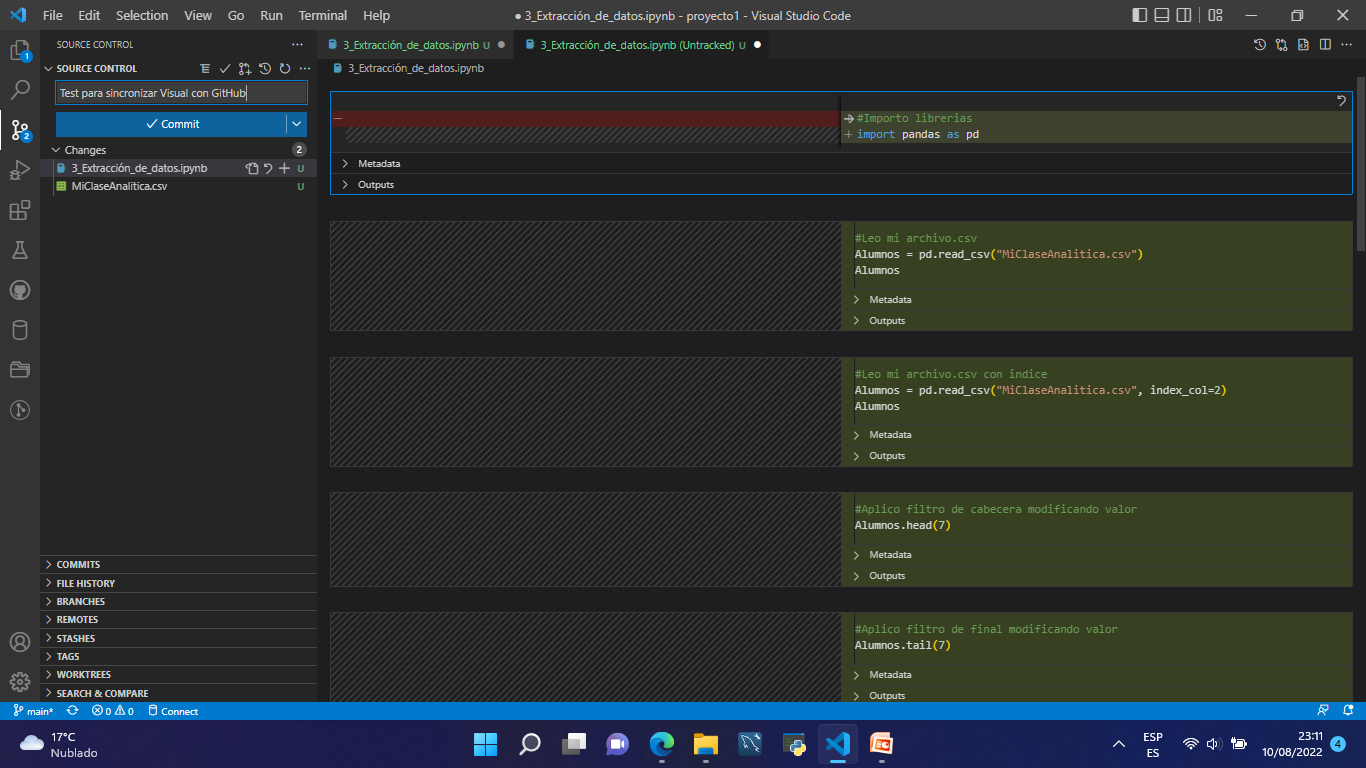 File Edit Selection View Go Run Terminal Help
● 3_Extracción_de_datos.ipynb - proyecto1 - Visual Studio Code
SOURCE CONTROL
SOURCE CONTROL
Test para sincronizar Visual con GitHub
Commit
Changes 2
3_Extracción_de_datos.ipynb U
MiClaseAnalitica.csv U
COMMITS
FILE HISTORY
BRANCHES
REMOTES
STASHES
TAGS
WORKTREES
SEARCH & COMPARE
1
2
3_Extracción_de_datos.ipynb U
3_Extracción_de_datos.ipynb (Untracked) U
3_Extracción_de_datos.ipynb
#Importo librerias
import pandas as pd
Metadata
Outputs
#Leo mi archivo.csv
Alumnos = pd.read_csv("MiClaseAnalitica.csv")
Alumnos
Metadata
Outputs
#Leo mi archivo.csv con indice
Alumnos = pd.read_csv("MiClaseAnalitica.csv", index_col=2)
Alumnos
Metadata
Outputs
#Aplico filtro de cabecera modificando valor
Alumnos.head(7)
Metadata
Outputs
#Aplico filtro de final modificando valor
Alumnos.tail(7)
Metadata
Outputs
main* 0 0 Connect
17°C
Nublado
ESP
ES
23:11
10/08/2022
4